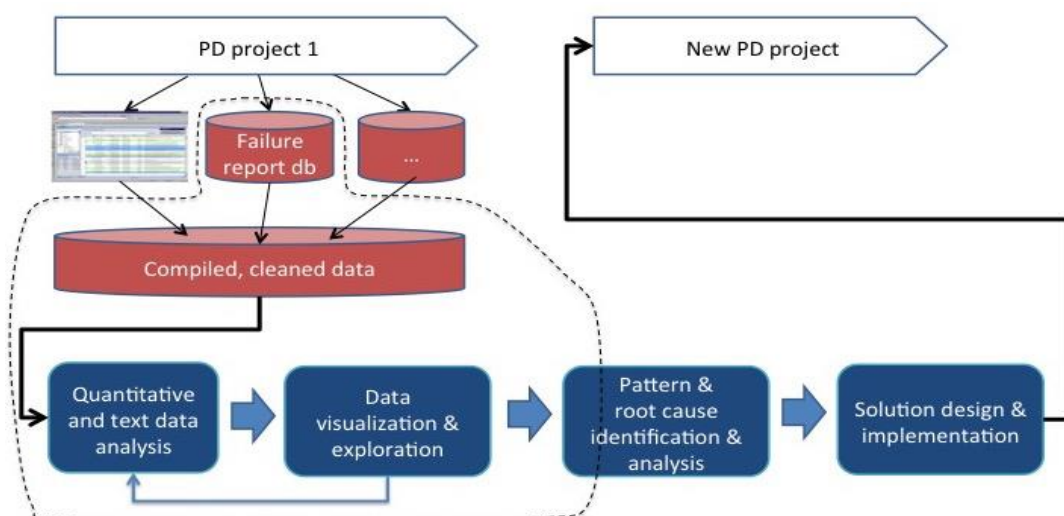 PD project 1
New PD project
Failure
report db
...
Compiled, cleaned data
Quantitative
and text data
analysis
Data
visualization &
exploration
Pattern &
root cause
identification &
analysis
Solution design &
implementation